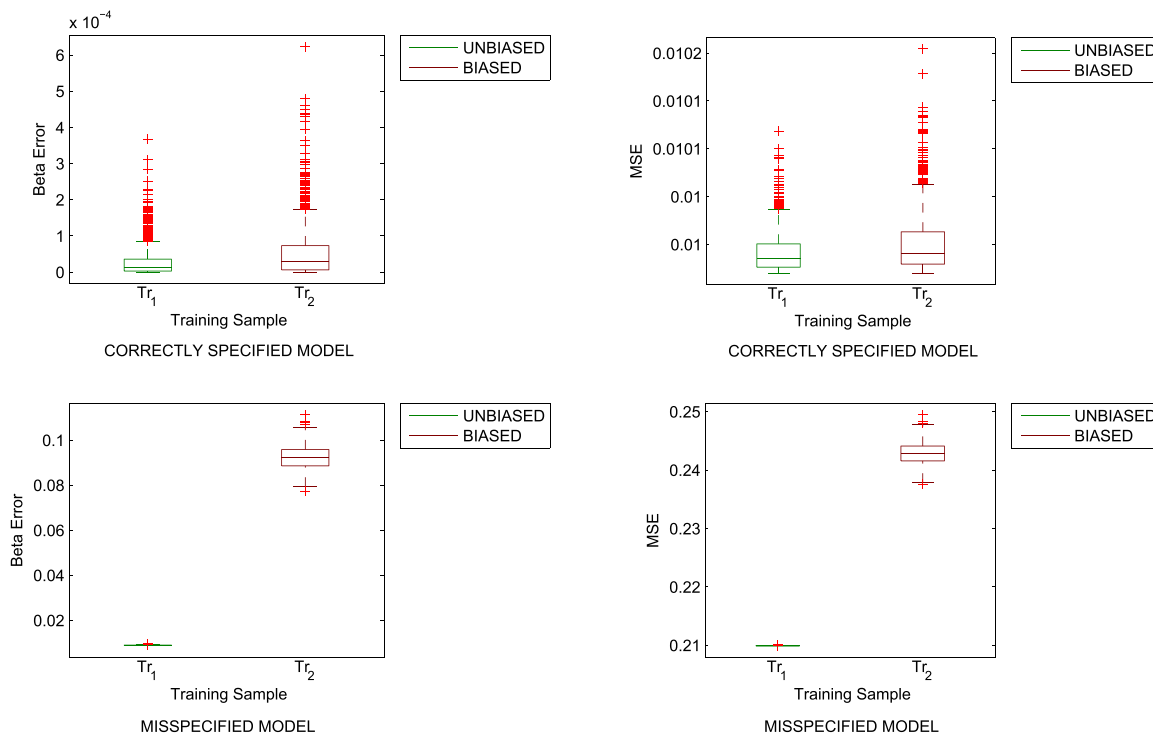 x 10⁻⁴
6
5
4
3
2
1
0
Beta Error
Tr₁ Tr₂
Training Sample
CORRECTLY SPECIFIED MODEL
UNBIASED
BIASED
0.0102
0.0101
0.0101
0.01
0.01
MSE
Tr₁ Tr₂
Training Sample
CORRECTLY SPECIFIED MODEL
UNBIASED
BIASED
0.1
0.08
0.06
0.04
0.02
Beta Error
Tr₁ Tr₂
Training Sample
MISSPECIFIED MODEL
UNBIASED
BIASED
0.25
0.24
0.23
0.22
0.21
MSE
Tr₁ Tr₂
Training Sample
MISSPECIFIED MODEL
UNBIASED
BIASED